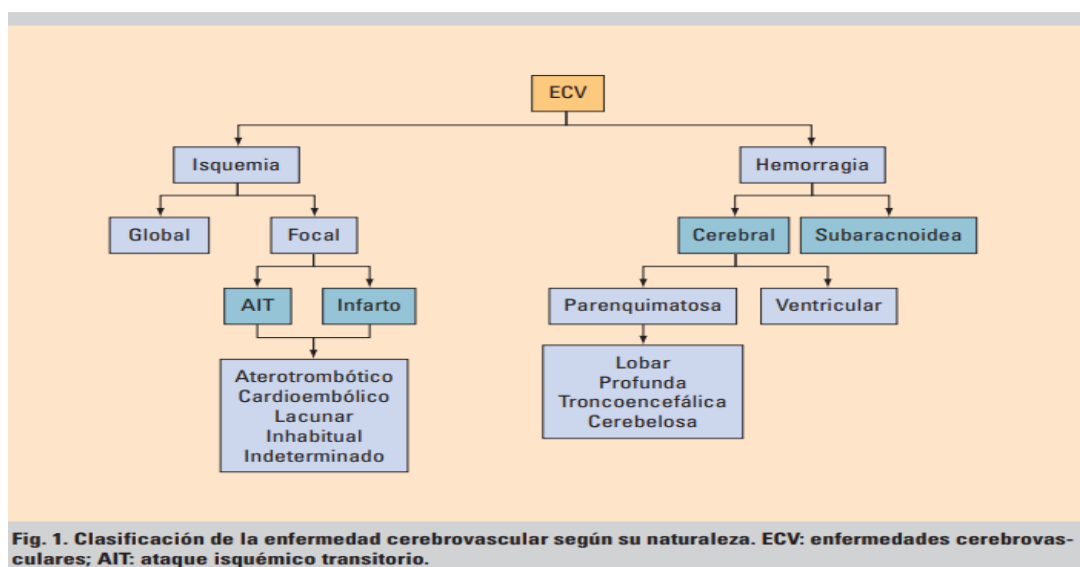 ECV
Isquemia
Hemorragia
Global
Focal
Cerebral
Subaracnoidea
AIT
Infarto
Parenquimatosa
Ventricular
Aterotrombótico
Cardioembólico
Lacunar
Inhabitual
Indeterminado
Lobar
Profunda
Troncoencefálica
Cerebelosa
Fig. 1. Clasificación de la enfermedad cerebrovascular según su naturaleza. ECV: enfermedades cerebrovas-
culares; AIT: ataque isquémico transitorio.